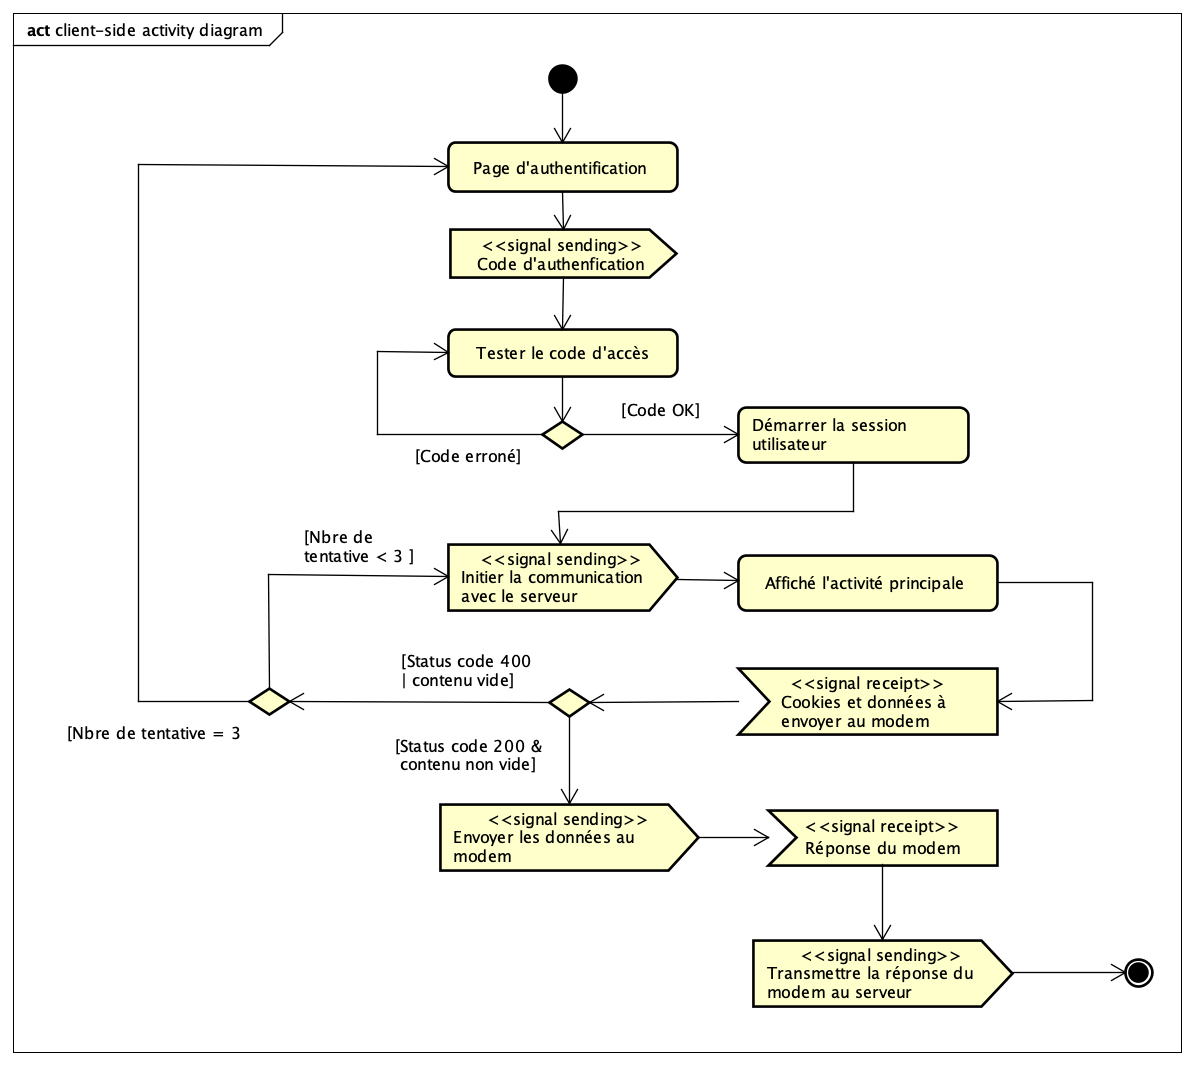 act client-side activity diagram
Page d'authentification
<<signal sending>>
Code d'authenfication
Tester le code d'accès
[Code OK]
[Code erroné]
Démarrer la session
utilisateur
[Nbre de
tentative < 3 ]
<<signal sending>>
Initier la communication
avec le serveur
Affiché l'activité principale
[Status code 400
| contenu vide]
<<signal receipt>>
Cookies et données à
envoyer au modem
[Nbre de tentative = 3
[Status code 200 &
contenu non vide]
<<signal sending>>
Envoyer les données au
modem
<<signal receipt>>
Réponse du modem
<<signal sending>>
Transmettre la réponse du
modem au serveur